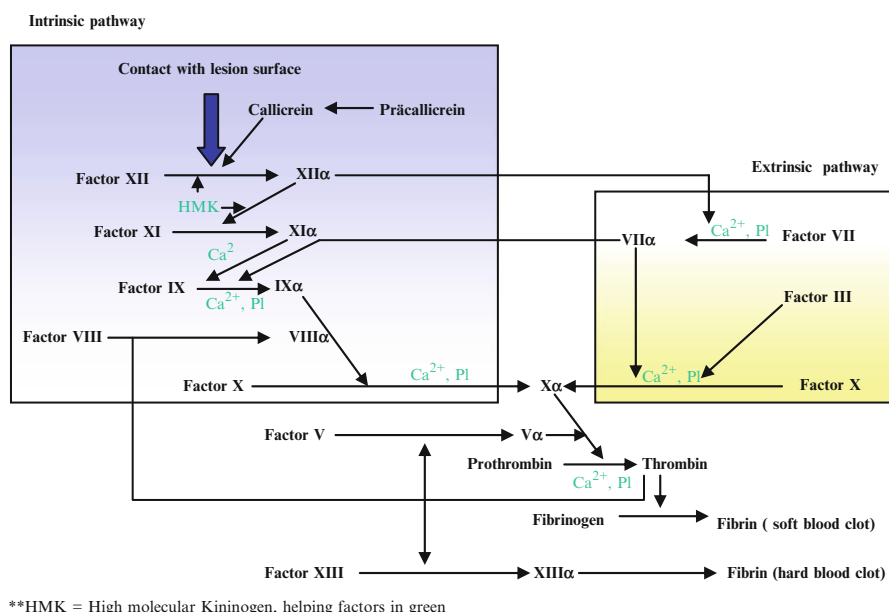 Intrinsic pathway
Contact with lesion surface
Callicrein
Präcallicrein
Factor XII
XIIα
Extrinsic pathway
HMK
Factor XI
XIα
Ca²
VIIα
Ca²⁺, Pl
Factor VII
Factor IX
IXα
Ca²⁺, Pl
Factor III
Factor VIII
VIIIα
Factor X
Ca²⁺, Pl
Xα
Ca²⁺, Pl
Factor X
Factor V
Vα
Prothrombin
Thrombin
Ca²⁺, Pl
Fibrinogen
Fibrin ( soft blood clot)
Factor XIII
XIIIα
Fibrin (hard blood clot)
**HMK = High molecular Kininogen, helping factors in green